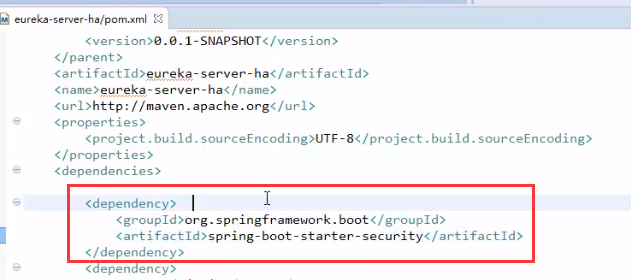 eureka-server-ha/pom.xml
<version>0.0.1-SNAPSHOT</version>
</parent>
<artifactId>eureka-server-ha</artifactId>
<name>eureka-server-ha</name>
<url>http://maven.apache.org</url>
<properties>
<project.build.sourceEncoding>UTF-8</project.build.sourceEncoding>
</properties>
<dependencies>
<dependency>
<groupId>org.springframework.boot</groupId>
<artifactId>spring-boot-starter-security</artifactId>
</dependency>
<dependency>